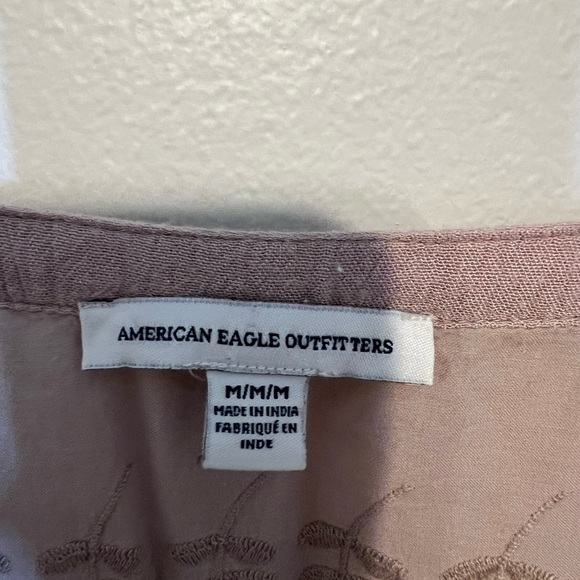 AMERICAN EAGLE OUTFITTERS
M/M/M
MADE IN INDIA
FABRIQUÉ EN
INDE